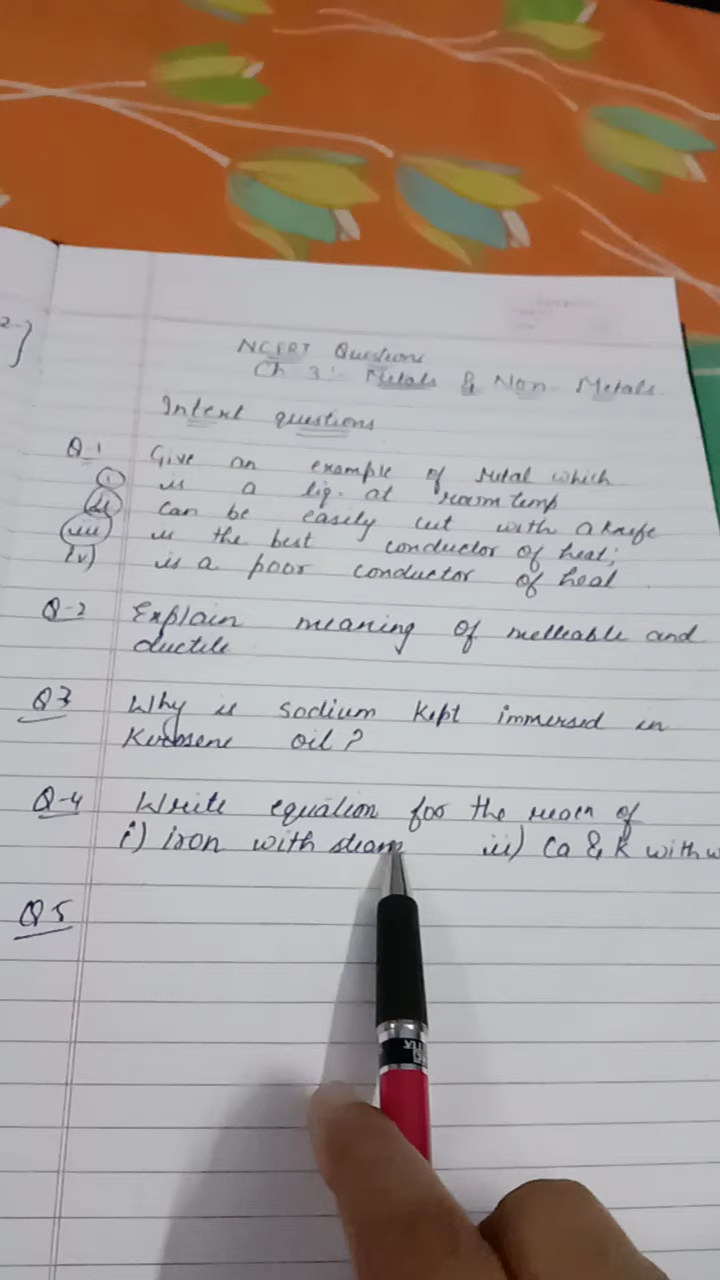 NCERT Questions
Ch 3: Metals & Non-Metals
Intext questions
Q-1 Give an example of Metal which
(i) is a liq. at room temp
(ii) can be easily cut with a knife
(iii) is the best conductor of heat;
(v) is a poor conductor of heat
Q-2 Explain meaning of melleable and
ductile
Q3 Why is sodium kept immersed in
Kerosene oil?
Q-4 Write equation for the reacn of
i) iron with steam ii) Ca & K with w
Q5